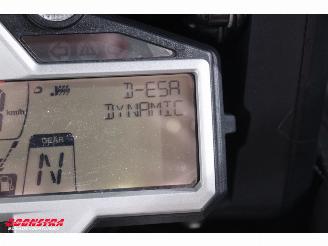 D-ESA
DYNAMIC
km/h
GEAR
N
BOONSTRA